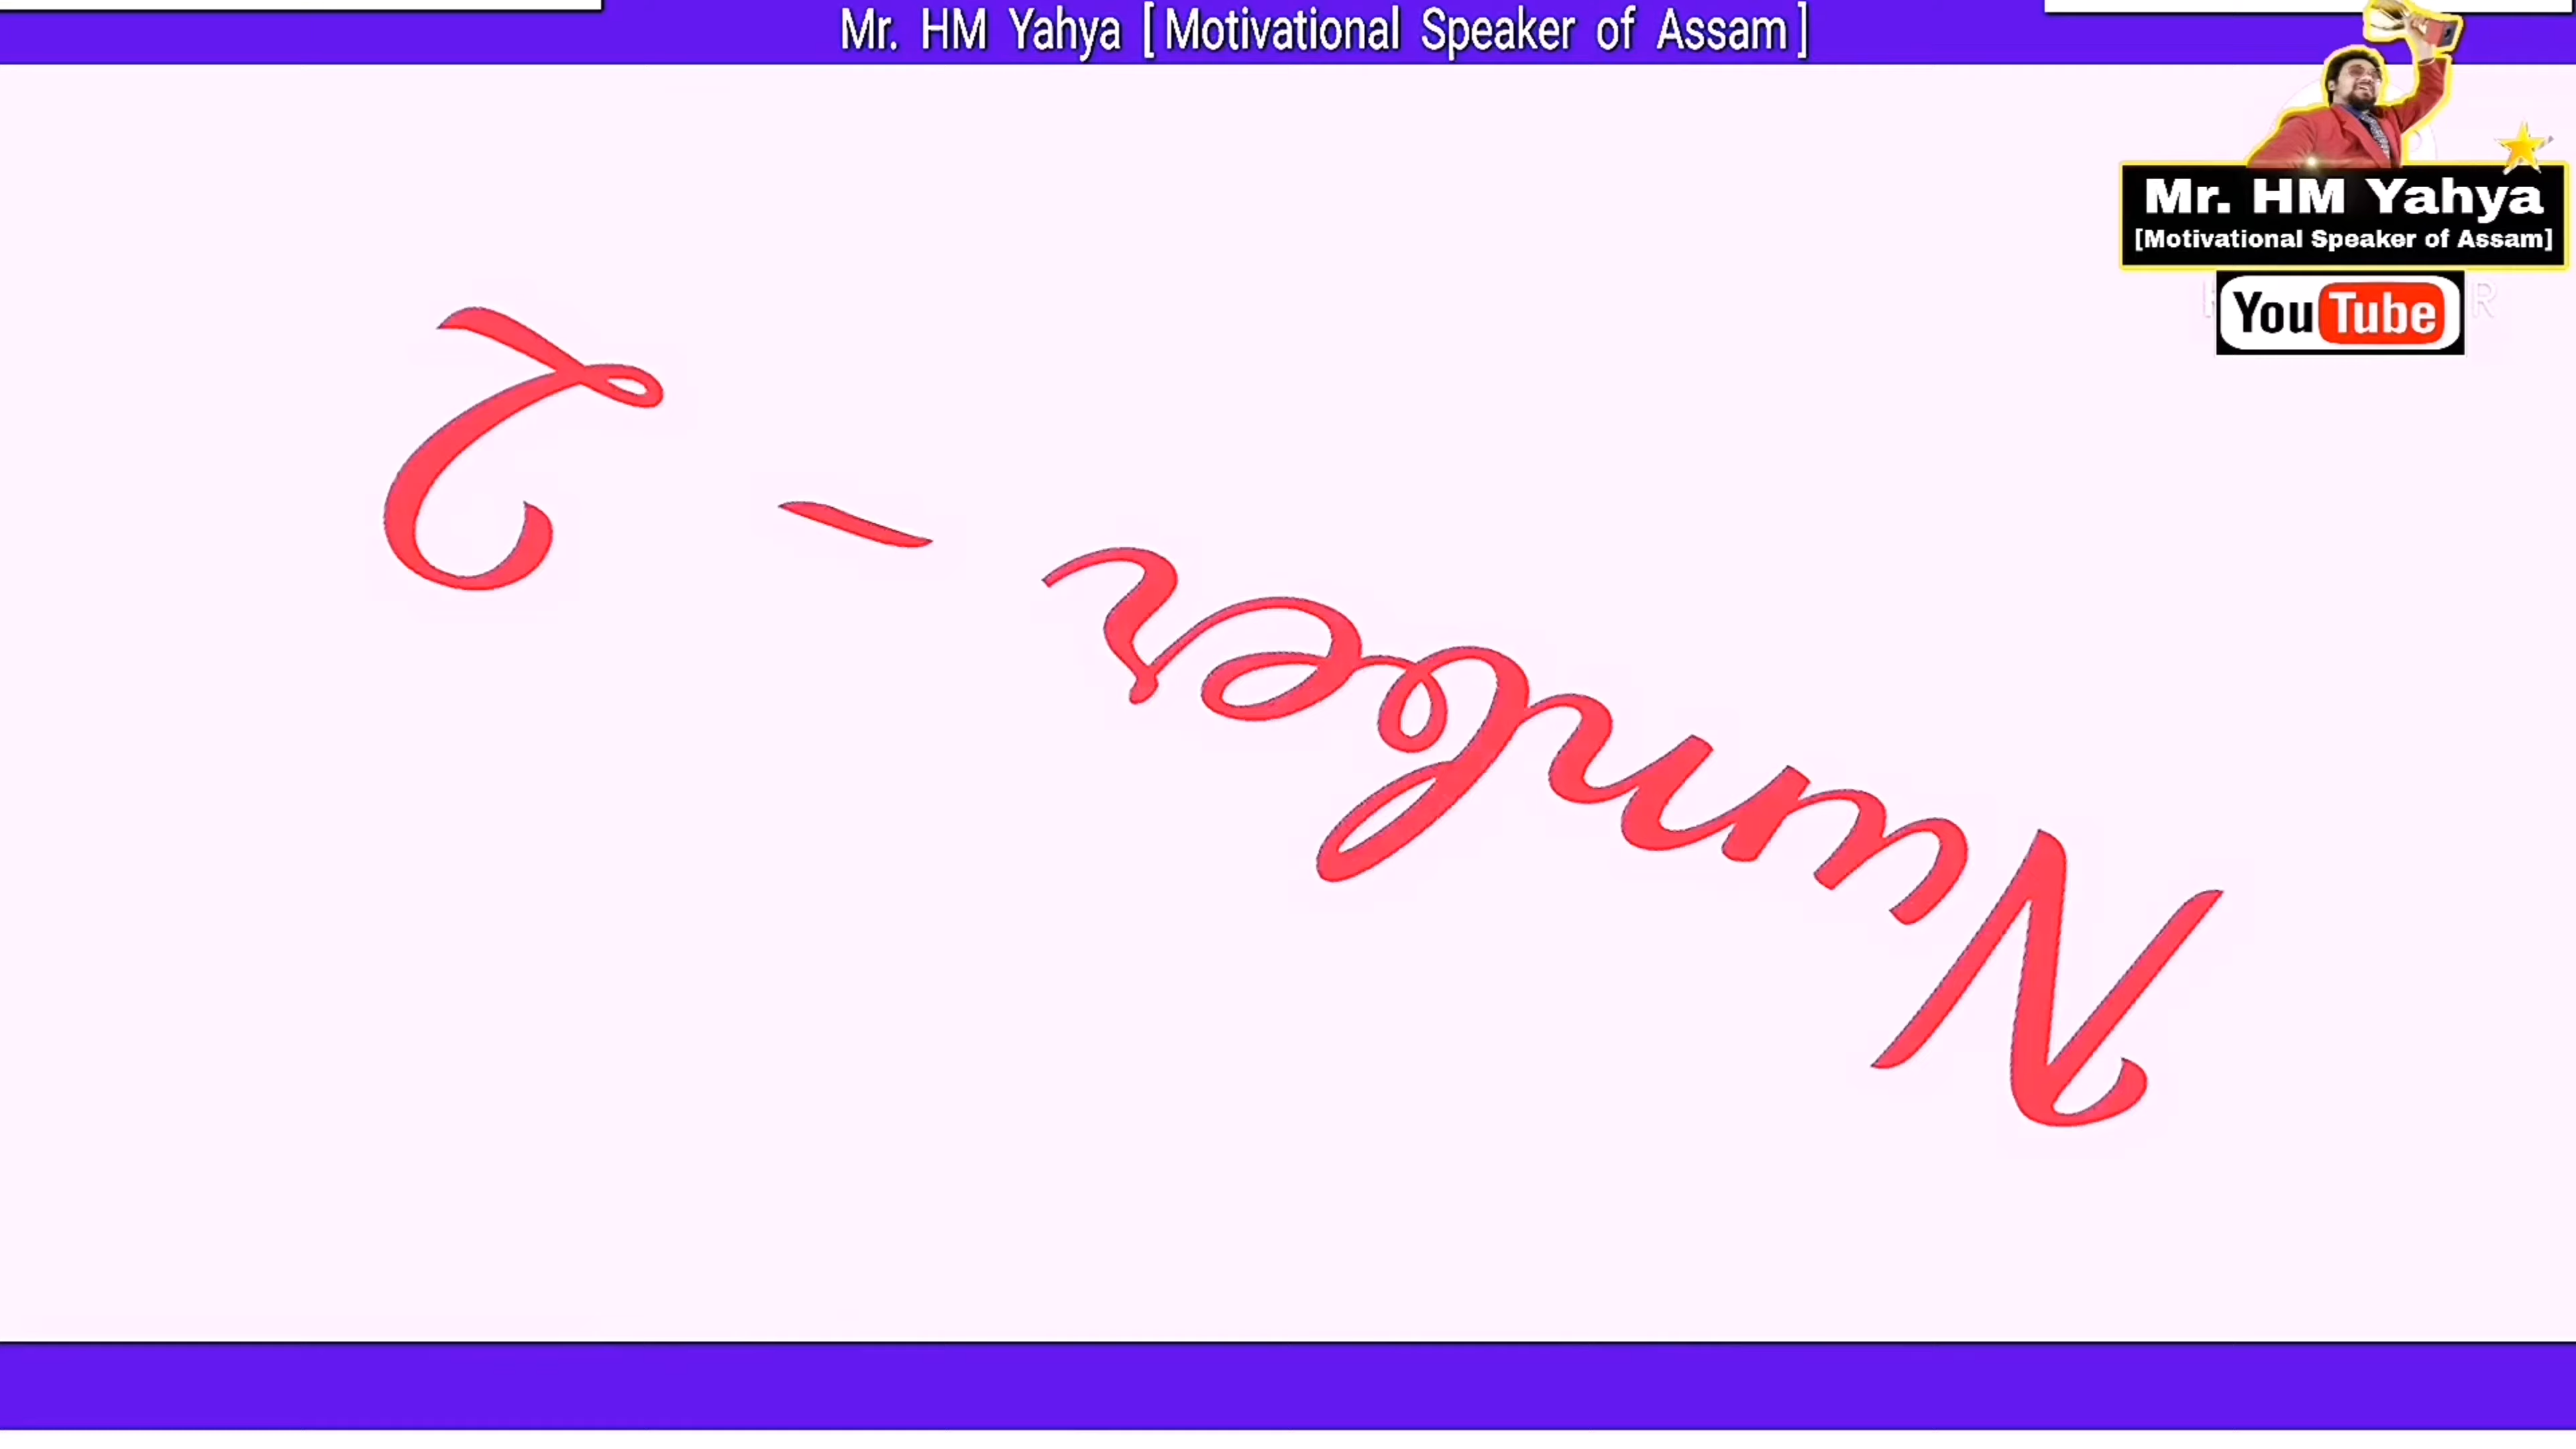 Mr. HM Yahya [Motivational Speaker of Assam]
Mr. HM Yahya
[Motivational Speaker of Assam]
YouTube
Number - 2